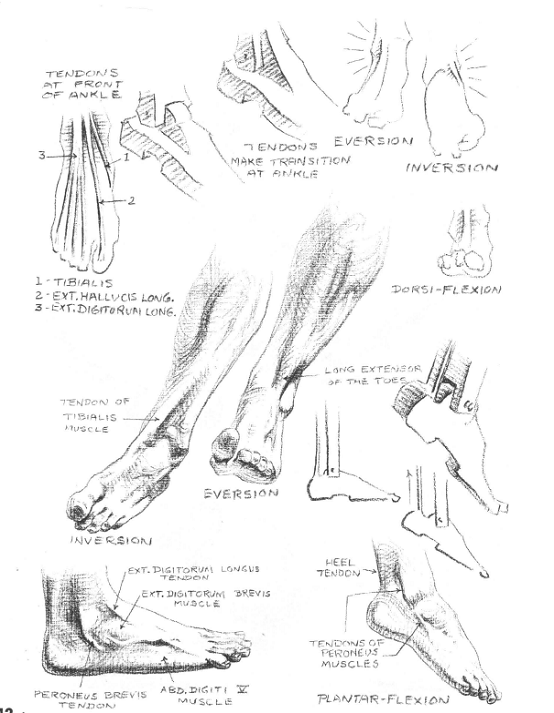 TENDONS
AT FRONT
OF ANKLE
3
1
2
1 - TIBIALIS
2 - EXT. HALLUCIS LONG.
3 - EXT. DIGITORUM LONG.
TENDONS
MAKE TRANSITION
AT ANKLE
EVERSION
INVERSION
DORSI-FLEXION
LONG EXTENSOR
OF THE TOES
TENDON OF
TIBIALIS
MUSCLE
EVERSION
INVERSION
EXT. DIGITORUM LONGUS
TENDON
EXT. DIGITORUM BREVIS
MUSCLE
PERONEUS BREVIS
TENDON
ABD. DIGITI V
MUSCLE
HEEL
TENDON
TENDONS OF
PERONEUS
MUSCLES
PLANTAR-FLEXION